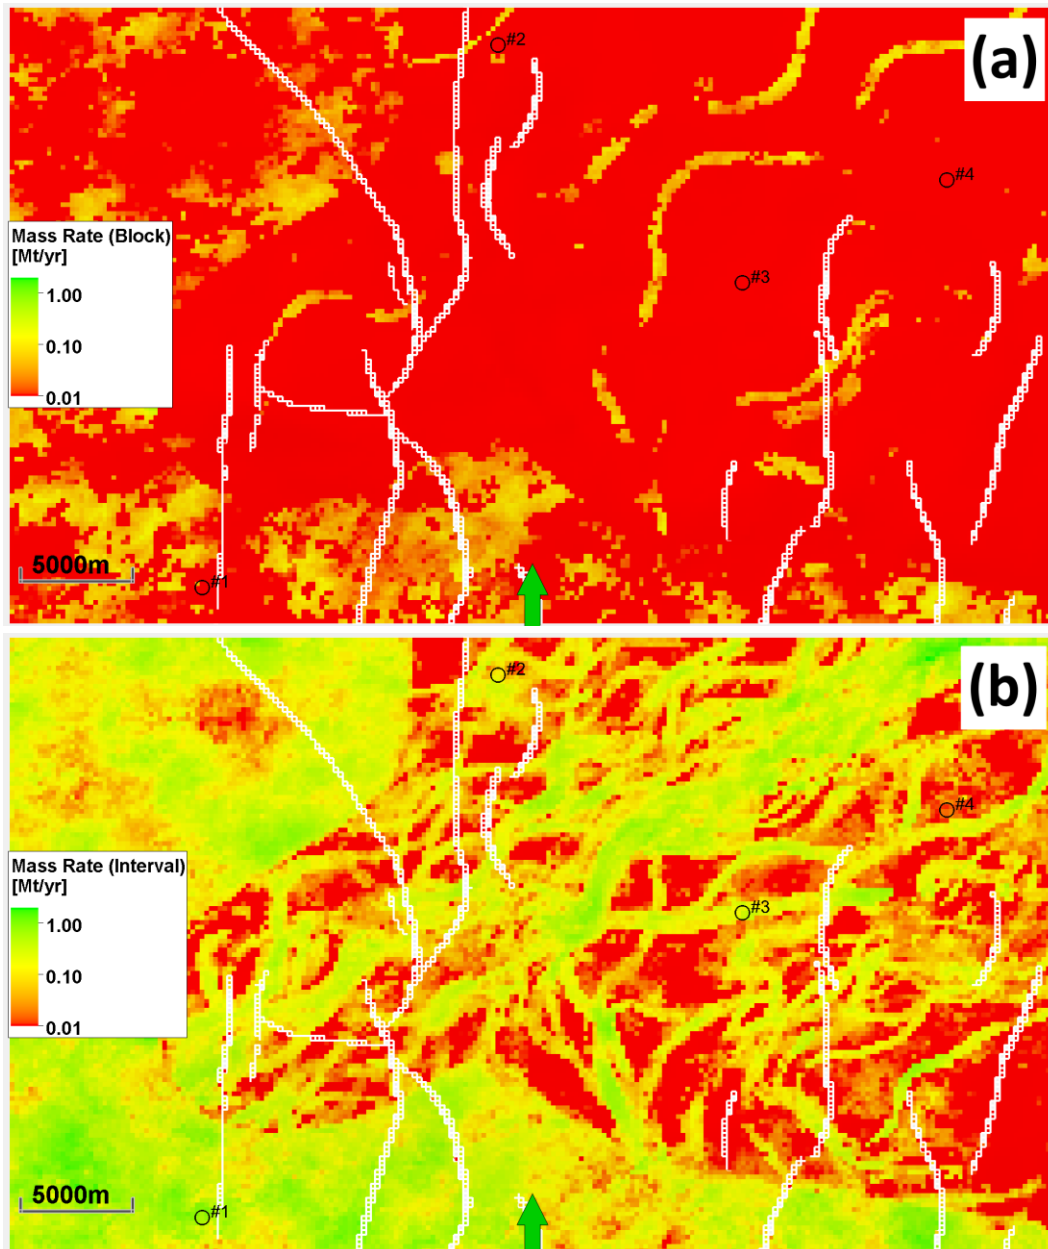 (a)
#2
#4
Mass Rate (Block)
[Mt/yr]
#3
1.00
0.10
0.01
5000m
#1
(b)
#2
#4
Mass Rate (Interval)
[Mt/yr]
#3
1.00
0.10
0.01
5000m
#1